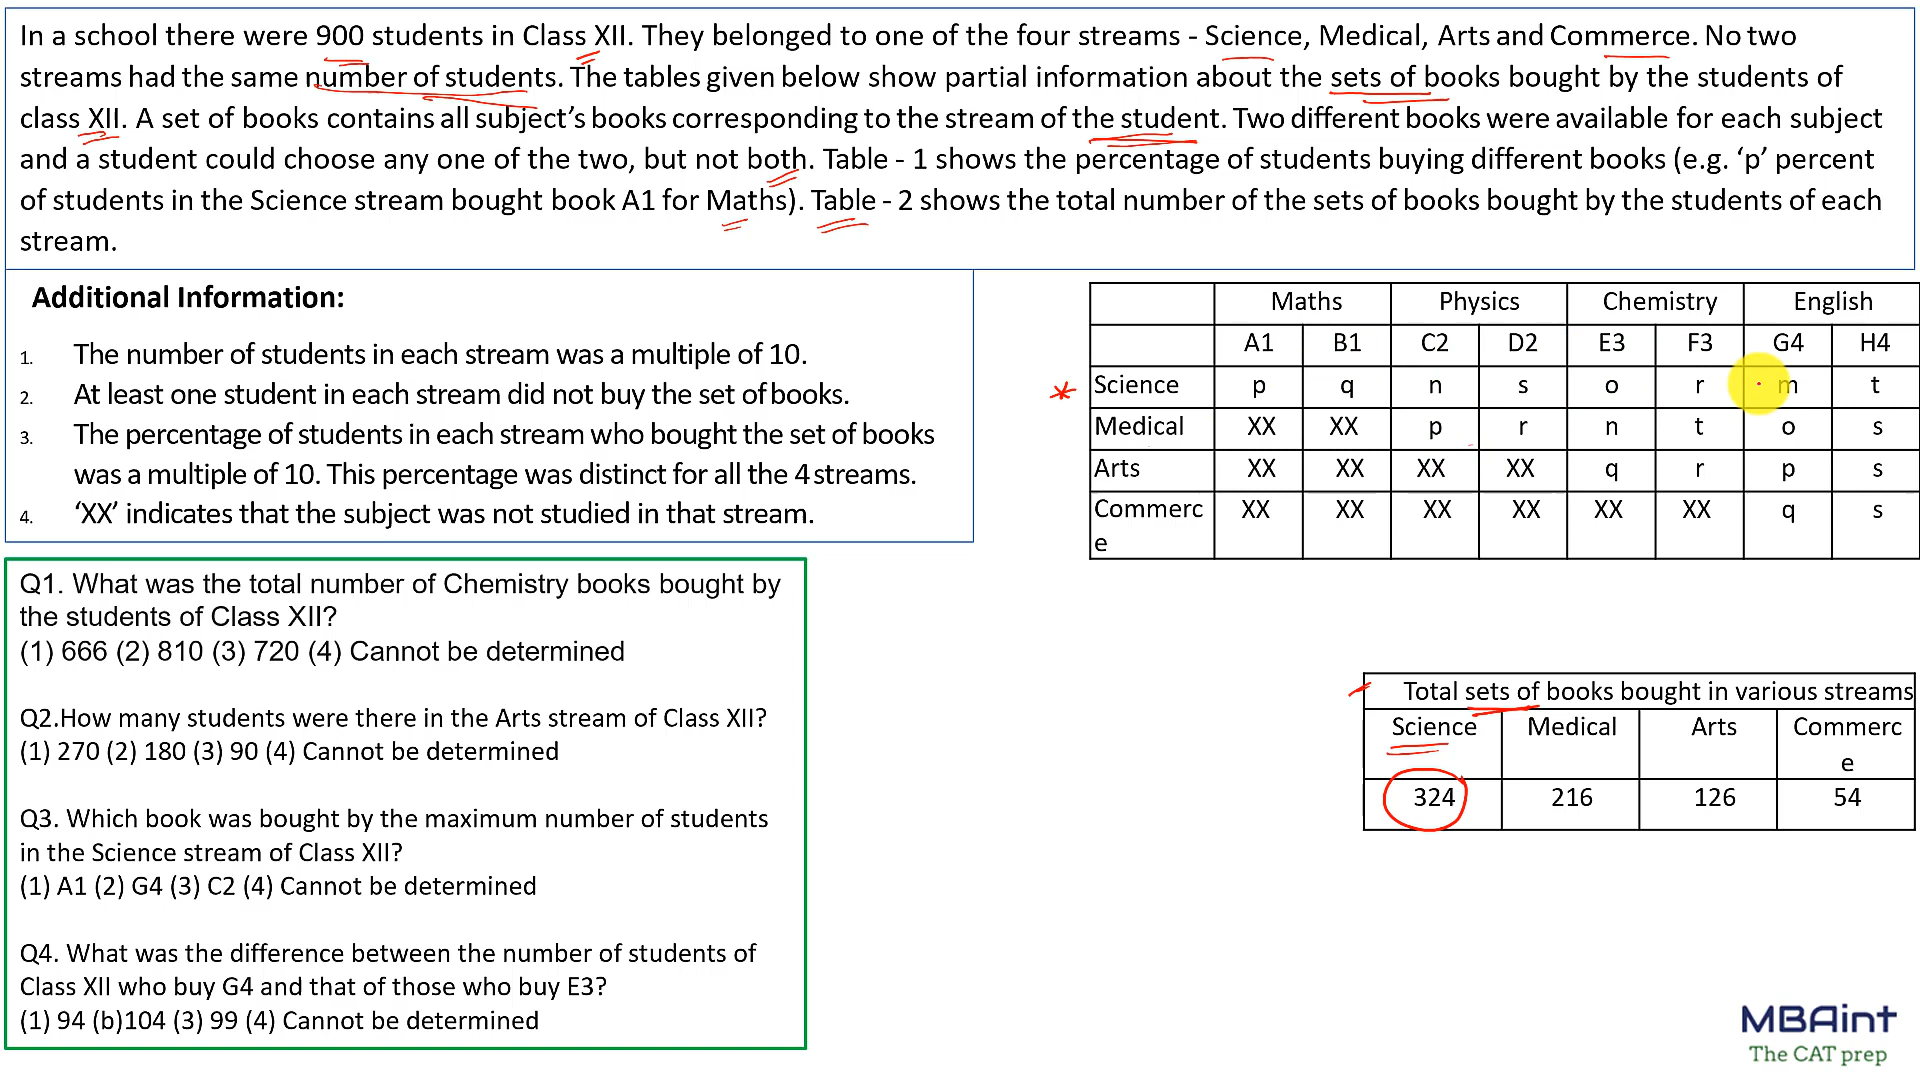 In a school there were 900 students in Class XII. They belonged to one of the four streams - Science, Medical, Arts and Commerce. No two
streams had the same number of students. The tables given below show partial information about the sets of books bought by the students of
class XII. A set of books contains all subject’s books corresponding to the stream of the student. Two different books were available for each subject
and a student could choose any one of the two, but not both. Table - 1 shows the percentage of students buying different books (e.g. ‘p’ percent
of students in the Science stream bought book A1 for Maths). Table - 2 shows the total number of the sets of books bought by the students of each
stream.
Additional Information:
1. The number of students in each stream was a multiple of 10.
2. At least one student in each stream did not buy the set of books.
3. The percentage of students in each stream who bought the set of books
was a multiple of 10. This percentage was distinct for all the 4 streams.
4. ‘XX’ indicates that the subject was not studied in that stream.
Maths Physics Chemistry English
A1 B1 C2 D2 E3 F3 G4 H4
Science p q n s o r m t
Medical XX XX p r n t o s
Arts XX XX XX XX q r p s
Commerc XX XX XX XX XX XX q s
e
Q1. What was the total number of Chemistry books bought by
the students of Class XII?
(1) 666 (2) 810 (3) 720 (4) Cannot be determined
Q2.How many students were there in the Arts stream of Class XII?
(1) 270 (2) 180 (3) 90 (4) Cannot be determined
Q3. Which book was bought by the maximum number of students
in the Science stream of Class XII?
(1) A1 (2) G4 (3) C2 (4) Cannot be determined
Q4. What was the difference between the number of students of
Class XII who buy G4 and that of those who buy E3?
(1) 94 (b)104 (3) 99 (4) Cannot be determined
Total sets of books bought in various streams
Science Medical Arts Commerc
e
324 216 126 54
MBAint
The CAT prep